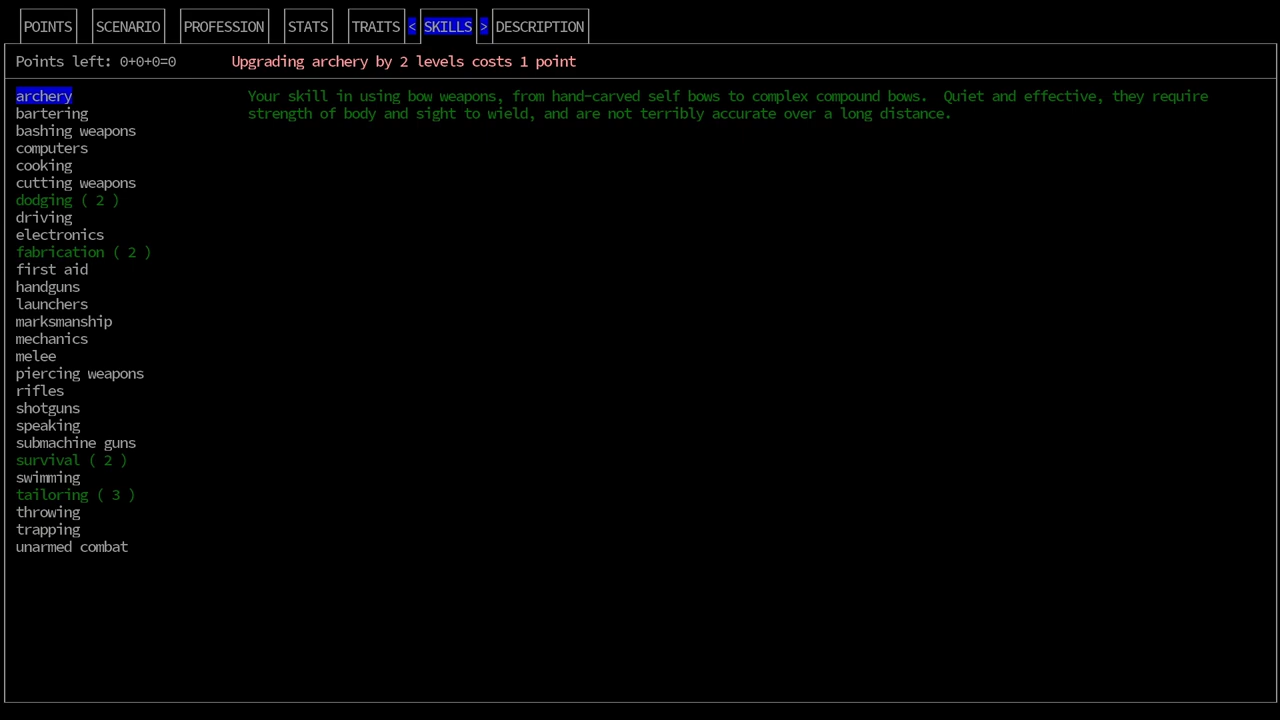 POINTS SCENARIO PROFESSION STATS TRAITS < SKILLS > DESCRIPTION
Points left: 0+0+0=0 Upgrading archery by 2 levels costs 1 point
archery Your skill in using bow weapons, from hand-carved self bows to complex compound bows. Quiet and effective, they require
bartering strength of body and sight to wield, and are not terribly accurate over a long distance.
bashing weapons
computers
cooking
cutting weapons
dodging ( 2 )
driving
electronics
fabrication ( 2 )
first aid
handguns
launchers
marksmanship
mechanics
melee
piercing weapons
rifles
shotguns
speaking
submachine guns
survival ( 2 )
swimming
tailoring ( 3 )
throwing
trapping
unarmed combat